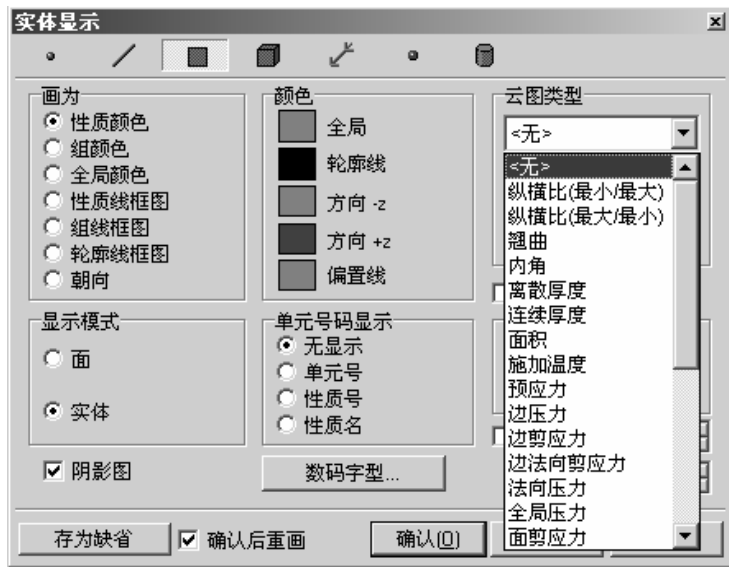 实体显示
画为
性质颜色
组颜色
全局颜色
性质线框图
组线框图
轮廓线框图
朝向
颜色
全局
轮廓线
方向 -z
方向 +z
偏置线
云图类型
<无>
<无>
纵横比(最小/最大)
纵横比(最大/最小)
翘曲
内角
离散厚度
连续厚度
面积
施加温度
预应力
边压力
边剪应力
边法向剪应力
法向压力
全局压力
面剪应力
显示模式
面
实体
单元号码显示
无显示
单元号
性质号
性质名
阴影图
数码字型...
存为缺省
确认后重画
确认(O)